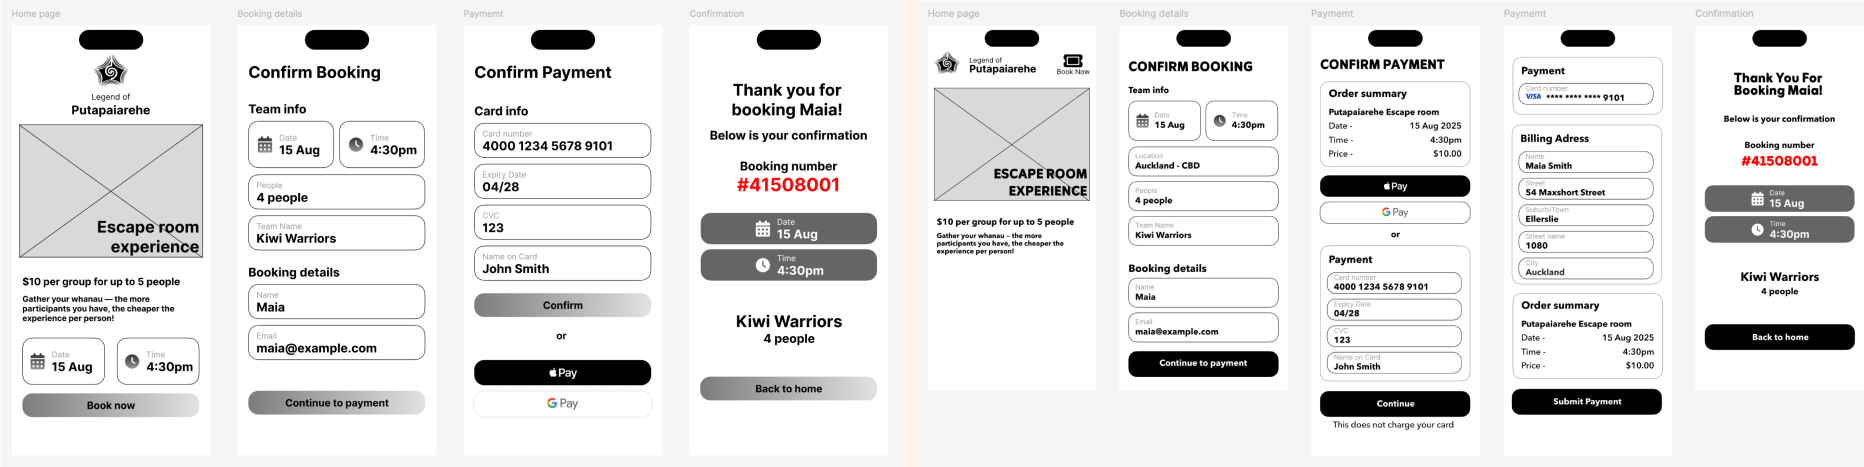 Home page
Legend of
Putapaiarehe
Escape room
experience
$10 per group for up to 5 people
Gather your whanau — the more
participants you have, the cheaper the
experience per person!
Date
15 Aug
Time
4:30pm
Book now
Booking details
Confirm Booking
Team info
Date
15 Aug
Time
4:30pm
People
4 people
Team Name
Kiwi Warriors
Booking details
Name
Maia
Email
maia@example.com
Continue to payment
Paymemt
Confirm Payment
Card info
Card number
4000 1234 5678 9101
Expiry Date
04/28
CVC
123
Name on Card
John Smith
Confirm
or
Pay
G Pay
Confirmation
Thank you for
booking Maia!
Below is your confirmation
Booking number
#41508001
Date
15 Aug
Time
4:30pm
Kiwi Warriors
4 people
Back to home
Home page
Legend of
Putapaiarehe
Book Now
ESCAPE ROOM
EXPERIENCE
$10 per group for up to 5 people
Gather your whanau – the more
participants you have, the cheaper the
experience per person!
Booking details
CONFIRM BOOKING
Team info
Date
15 Aug
Time
4:30pm
Location
Auckland - CBD
People
4 people
Team Name
Kiwi Warriors
Booking details
Name
Maia
Email
maia@example.com
Continue to payment
Paymemt
CONFIRM PAYMENT
Order summary
Putapaiarehe Escape room
Date - 15 Aug 2025
Time - 4:30pm
Price - $10.00
Pay
G Pay
or
Payment
Card number
4000 1234 5678 9101
Expiry Date
04/28
CVC
123
Name on Card
John Smith
Continue
This does not charge your card
Paymemt
Payment
Card number
VISA **** **** **** 9101
Billing Adress
Name
Maia Smith
Street
54 Maxshort Street
Suburb/Town
Ellerslie
Street name
1080
City
Auckland
Order summary
Putapaiarehe Escape room
Date - 15 Aug 2025
Time - 4:30pm
Price - $10.00
Submit Payment
Confirmation
Thank You For
Booking Maia!
Below is your confirmation
Booking number
#41508001
Date
15 Aug
Time
4:30pm
Kiwi Warriors
4 people
Back to home